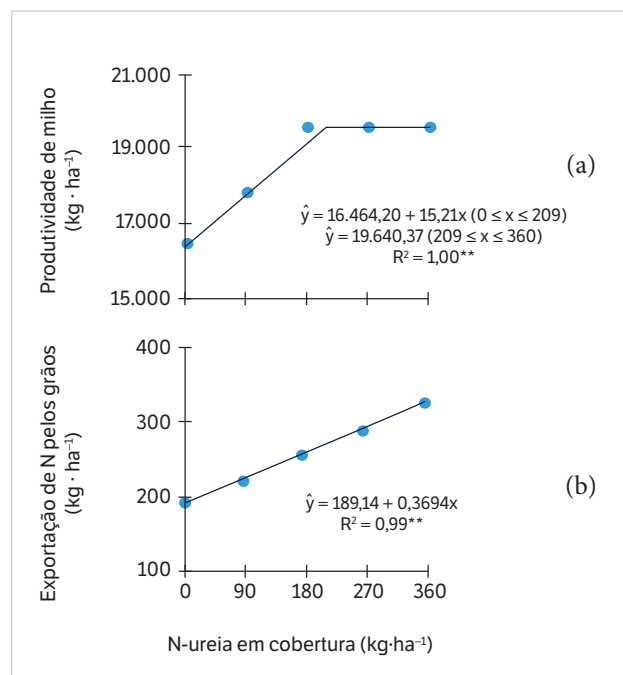 21.000
19.000
17.000
15.000
Produtividade de milho
(kg · ha⁻¹)
(a)
ŷ = 16.464,20 + 15,21x (0 ≤ x ≤ 209)
ŷ = 19.640,37 (209 ≤ x ≤ 360)
R² = 1,00**
400
300
200
100
Exportação de N pelos grãos
(kg · ha⁻¹)
(b)
ŷ = 189,14 + 0,3694x
R² = 0,99**
0 90 180 270 360
N-ureia em cobertura (kg·ha⁻¹)